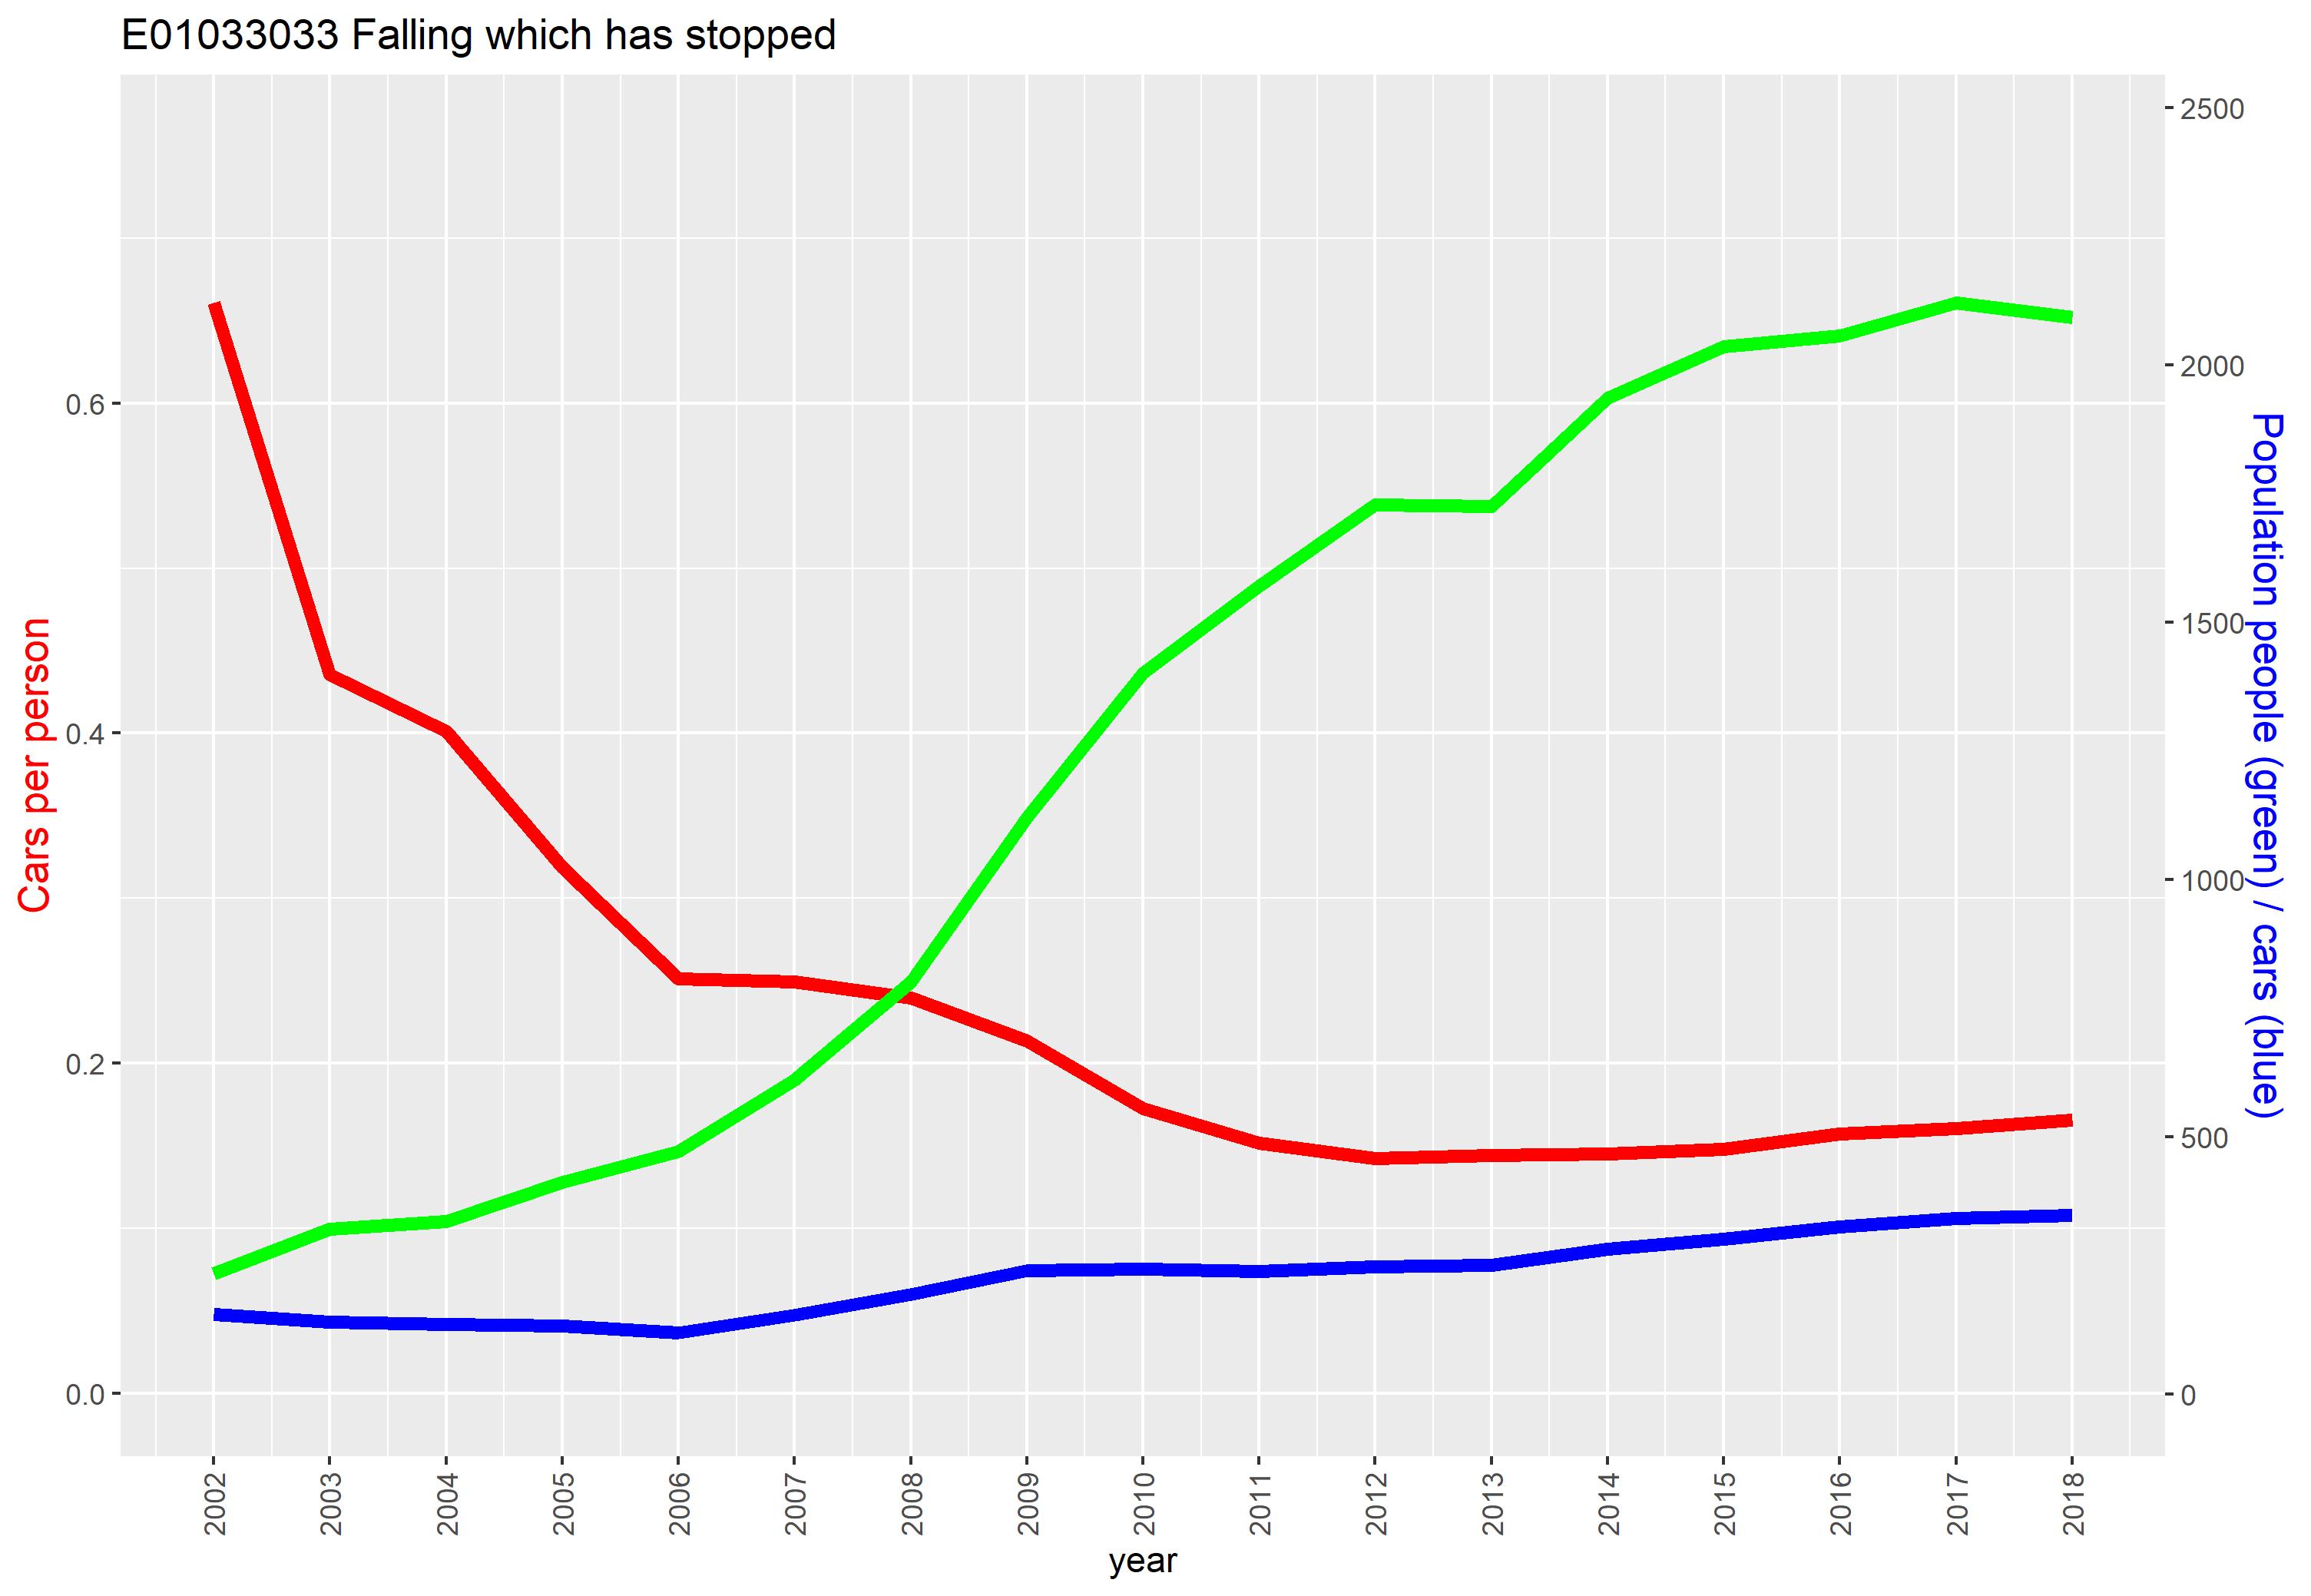 E01033033 Falling which has stopped
Cars per person
0.6
0.4
0.2
0.0
2500
2000
1500
1000
500
0
Population people (green) / cars (blue)
2002 2003 2004 2005 2006 2007 2008 2009 2010 2011 2012 2013 2014 2015 2016 2017 2018
year